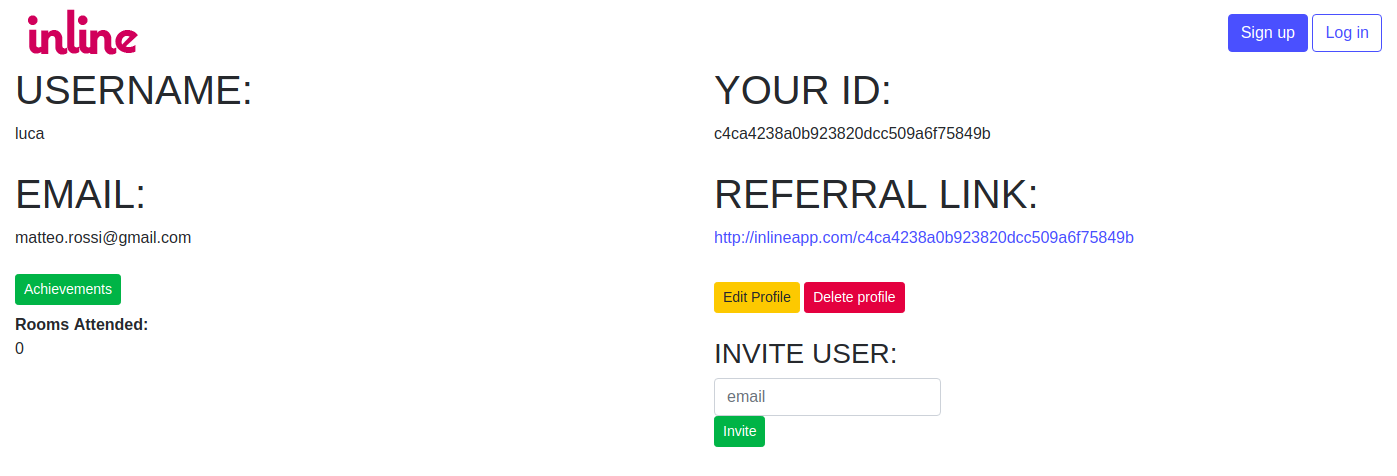 inline
Sign up Log in
USERNAME:
luca
EMAIL:
matteo.rossi@gmail.com
Achievements
Rooms Attended:
0
YOUR ID:
c4ca4238a0b923820dcc509a6f75849b
REFERRAL LINK:
http://inlineapp.com/c4ca4238a0b923820dcc509a6f75849b
Edit Profile Delete profile
INVITE USER:
email
Invite